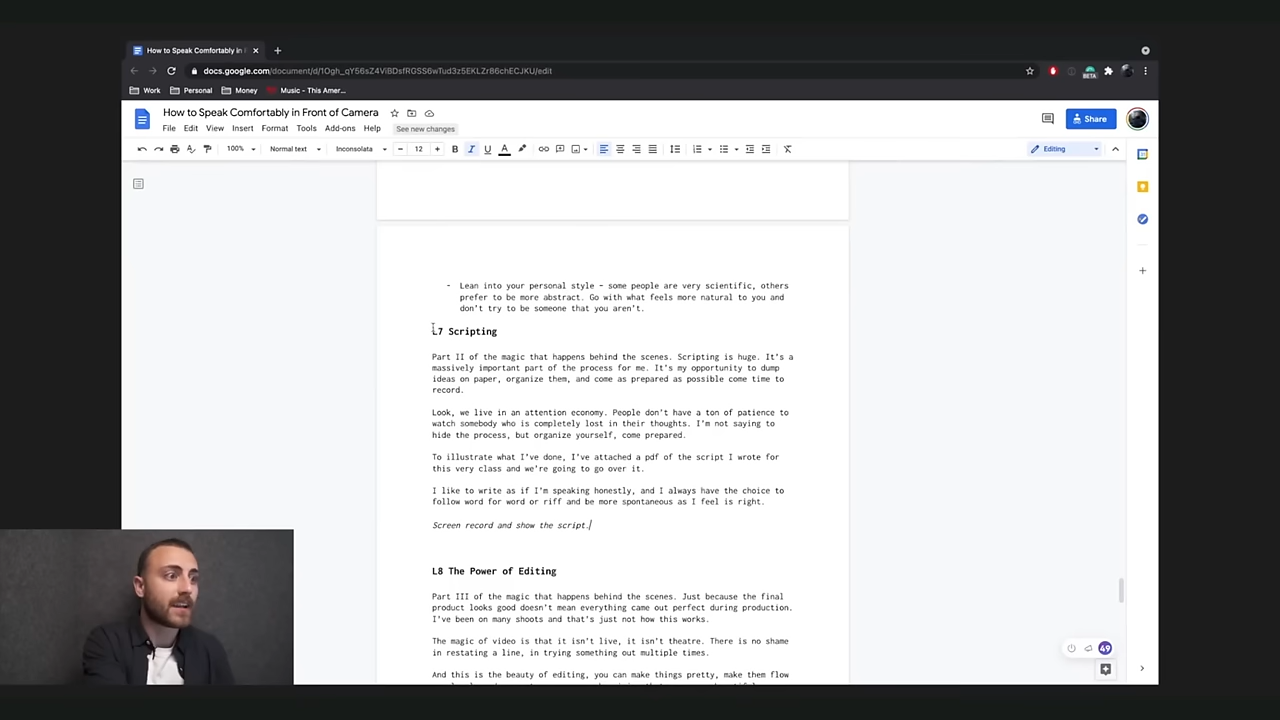 How to Speak Comfortably in
docs.google.com/document/d/1Ogh_qY56sZ4ViBDsfRGSS6wTud3z5EKLZr86chECJKU/edit
BETA
Work Personal Money Music - This Amer...
How to Speak Comfortably in Front of Camera
Share
File Edit View Insert Format Tools Add-ons Help See new changes
100% Normal text Inconsolata - 12 + B I U A Editing
- Lean into your personal style – some people are very scientific, others
prefer to be more abstract. Go with what feels more natural to you and
don't try to be someone that you aren't.
L7 Scripting
Part II of the magic that happens behind the scenes. Scripting is huge. It's a
massively important part of the process for me. It's my opportunity to dump
ideas on paper, organize them, and come as prepared as possible come time to
record.
Look, we live in an attention economy. People don't have a ton of patience to
watch somebody who is completely lost in their thoughts. I'm not saying to
hide the process, but organize yourself, come prepared.
To illustrate what I've done, I've attached a pdf of the script I wrote for
this very class and we're going to go over it.
I like to write as if I'm speaking honestly, and I always have the choice to
follow word for word or riff and be more spontaneous as I feel is right.
Screen record and show the script.
L8 The Power of Editing
Part III of the magic that happens behind the scenes. Just because the final
product looks good doesn't mean everything came out perfect during production.
I've been on many shoots and that's just not how this works.
The magic of video is that it isn't live, it isn't theatre. There is no shame
in restating a line, in trying something out multiple times.
And this is the beauty of editing, you can make things pretty, make them flow
49